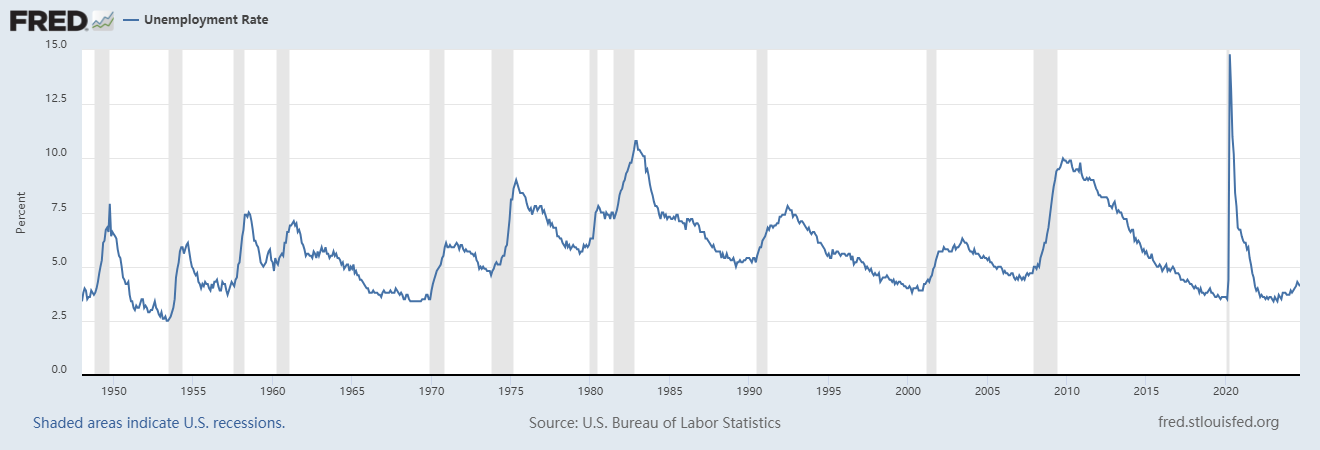 FRED
Unemployment Rate
15.0
12.5
10.0
7.5
5.0
2.5
0.0
Percent
1950 1955 1960 1965 1970 1975 1980 1985 1990 1995 2000 2005 2010 2015 2020
Shaded areas indicate U.S. recessions. Source: U.S. Bureau of Labor Statistics fred.stlouisfed.org